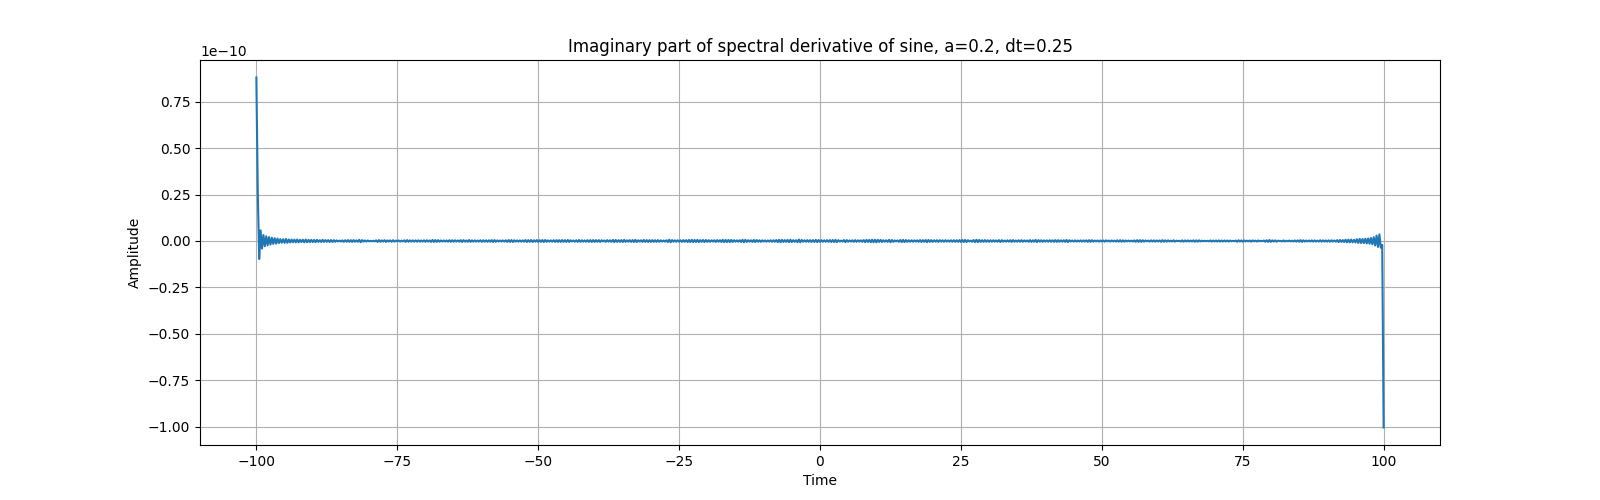 Imaginary part of spectral derivative of sine, a=0.2, dt=0.25
1e−10
0.75
0.50
0.25
0.00
−0.25
−0.50
−0.75
−1.00
Amplitude
−100 −75 −50 −25 0 25 50 75 100
Time